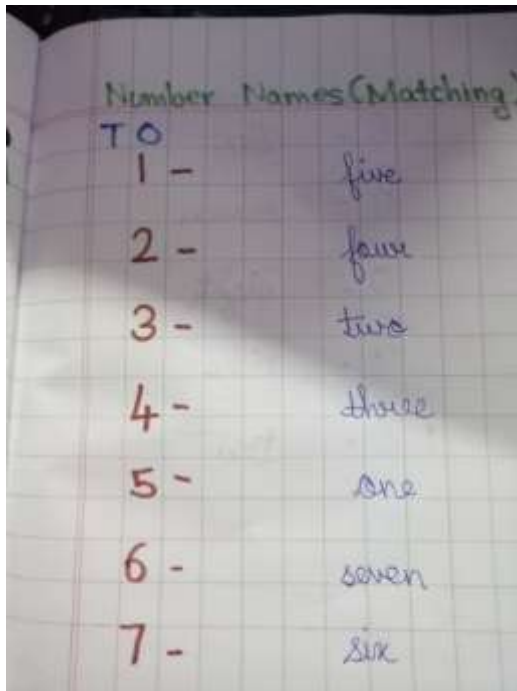 Number Names (Matching)
T O
1 - five
2 - four
3 - two
4 - three
5 - one
6 - seven
7 - six